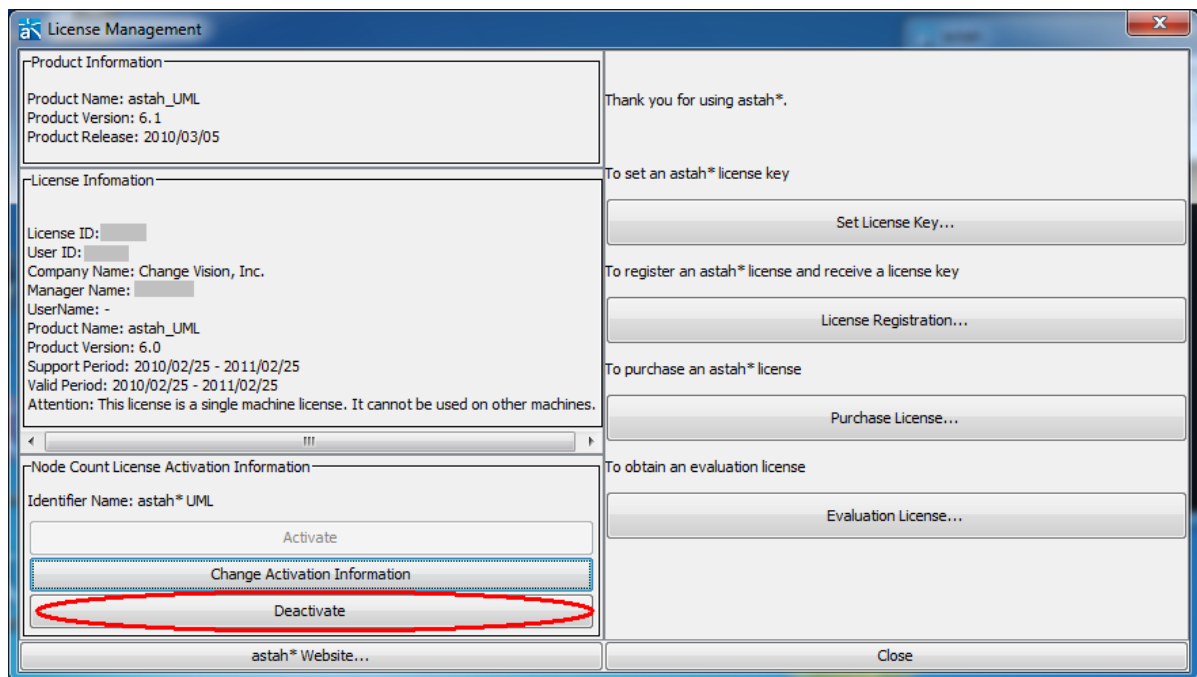 License Management
Product Information
Product Name: astah_UML
Product Version: 6.1
Product Release: 2010/03/05
License Infomation
License ID:
User ID:
Company Name: Change Vision, Inc.
Manager Name:
UserName: -
Product Name: astah_UML
Product Version: 6.0
Support Period: 2010/02/25 - 2011/02/25
Valid Period: 2010/02/25 - 2011/02/25
Attention: This license is a single machine license. It cannot be used on other machines.
Node Count License Activation Information
Identifier Name: astah* UML
Activate
Change Activation Information
Deactivate
astah* Website...
Thank you for using astah*.
To set an astah* license key
Set License Key...
To register an astah* license and receive a license key
License Registration...
To purchase an astah* license
Purchase License...
To obtain an evaluation license
Evaluation License...
Close